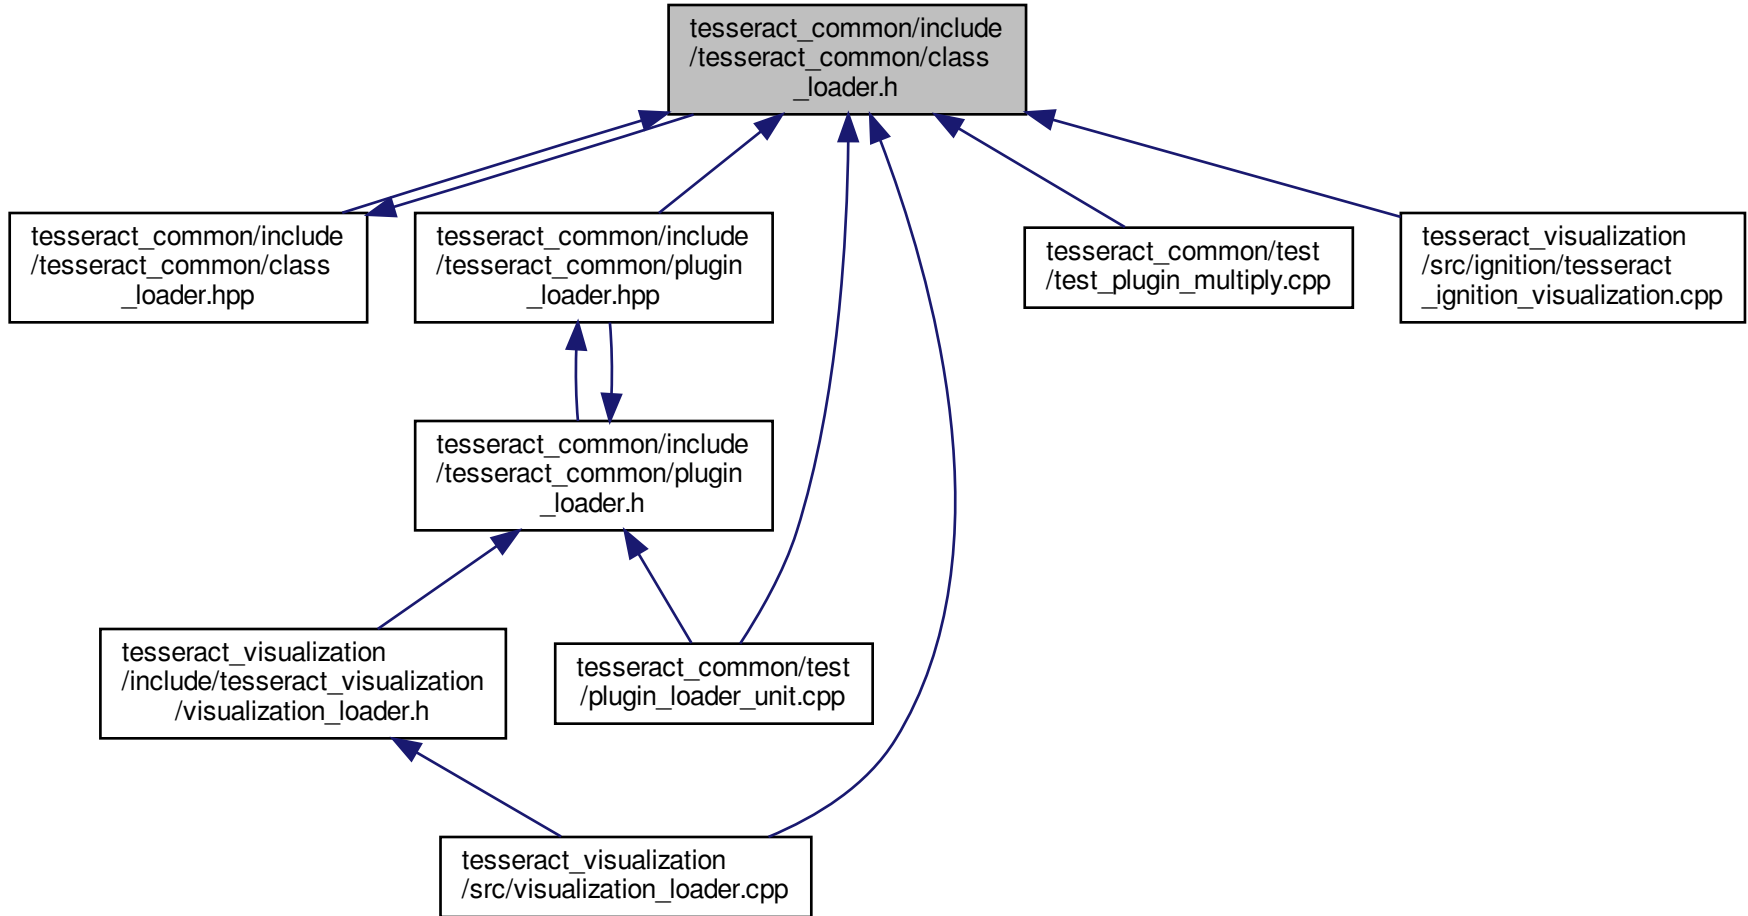 tesseract_common/include
/tesseract_common/class
_loader.h
tesseract_common/include
/tesseract_common/class
_loader.hpp
tesseract_common/include
/tesseract_common/plugin
_loader.hpp
tesseract_common/test
/test_plugin_multiply.cpp
tesseract_visualization
/src/ignition/tesseract
_ignition_visualization.cpp
tesseract_common/include
/tesseract_common/plugin
_loader.h
tesseract_visualization
/include/tesseract_visualization
/visualization_loader.h
tesseract_common/test
/plugin_loader_unit.cpp
tesseract_visualization
/src/visualization_loader.cpp